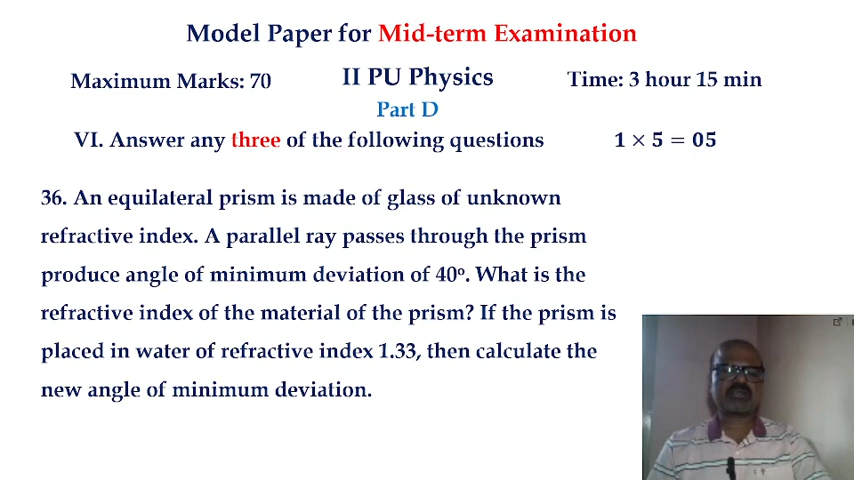 Model Paper for Mid-term Examination
Maximum Marks: 70 II PU Physics Time: 3 hour 15 min
Part D
VI. Answer any three of the following questions 1 × 5 = 05
36. An equilateral prism is made of glass of unknown
refractive index. A parallel ray passes through the prism
produce angle of minimum deviation of 40º. What is the
refractive index of the material of the prism? If the prism is
placed in water of refractive index 1.33, then calculate the
new angle of minimum deviation.